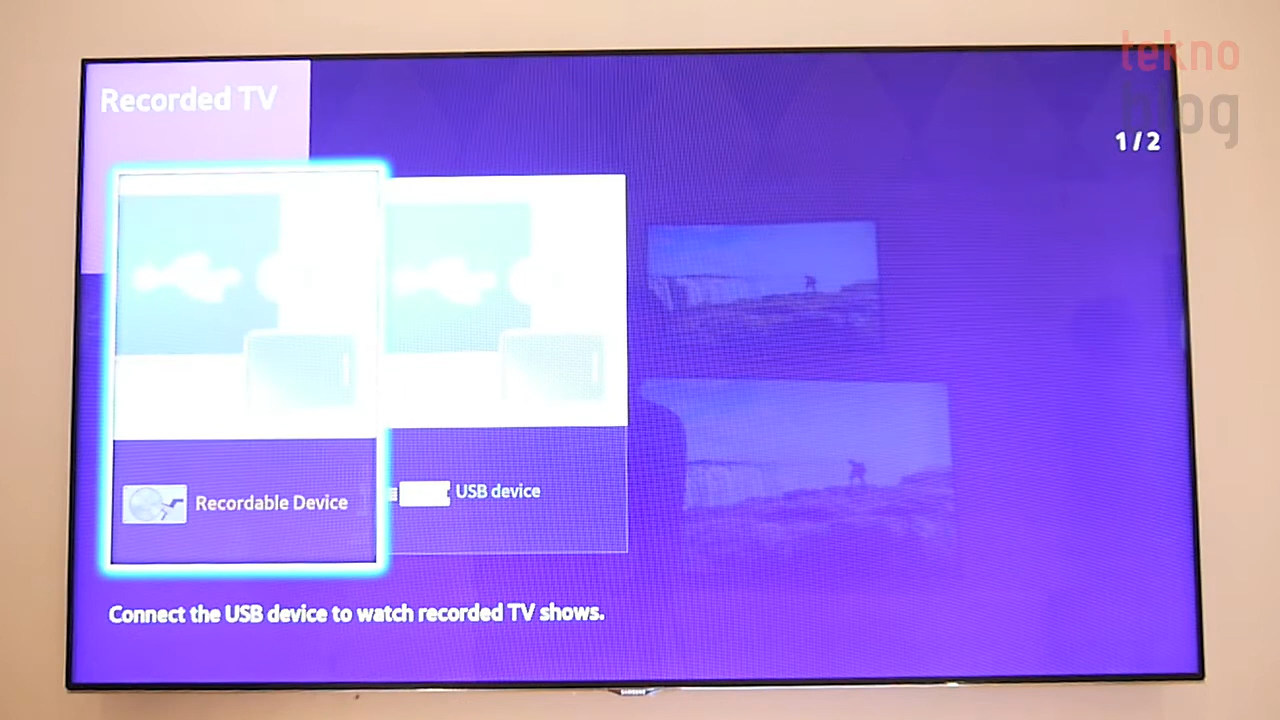 tekno
blog
Recorded TV
1/2
Recordable Device
USB device
Connect the USB device to watch recorded TV shows.
SAMSUNG